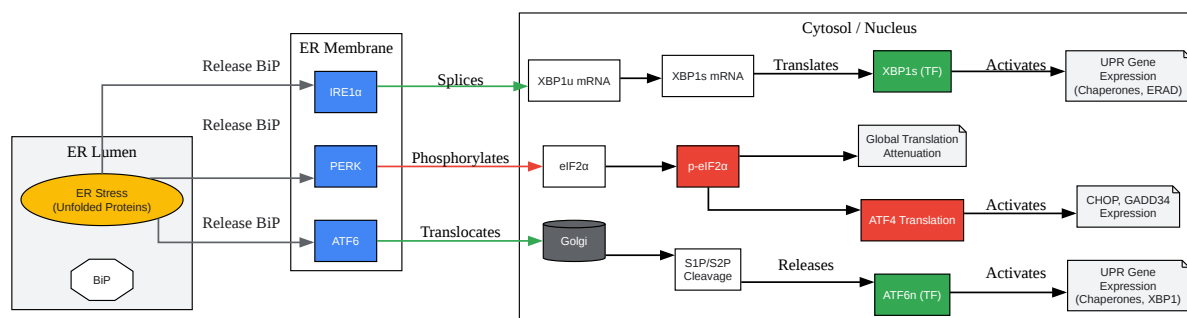 Cytosol / Nucleus
ER Membrane
Release BiP
IRE1α
Splices
XBP1u mRNA
XBP1s mRNA
Translates
XBP1s (TF)
Activates
UPR Gene
Expression
(Chaperones, ERAD)
Release BiP
ER Lumen
PERK
Phosphorylates
eIF2α
p-eIF2α
Global Translation
Attenuation
ER Stress
(Unfolded Proteins)
Release BiP
ATF6
Translocates
Golgi
ATF4 Translation
Activates
CHOP, GADD34
Expression
BiP
S1P/S2P
Cleavage
Releases
ATF6n (TF)
Activates
UPR Gene
Expression
(Chaperones, XBP1)